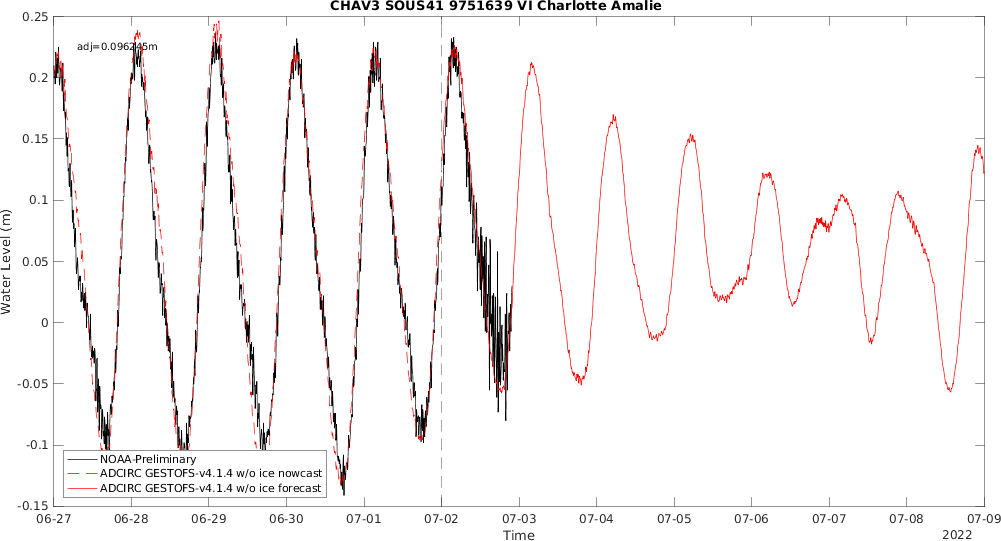 CHAV3 SOUS41 9751639 VI Charlotte Amalie
adj=0.096245m
Water Level (m)
0.25
0.2
0.15
0.1
0.05
0
-0.05
-0.1
-0.15
NOAA-Preliminary
ADCIRC GESTOFS-v4.1.4 w/o ice nowcast
ADCIRC GESTOFS-v4.1.4 w/o ice forecast
06-27 06-28 06-29 06-30 07-01 07-02 07-03 07-04 07-05 07-06 07-07 07-08 07-09
Time
2022